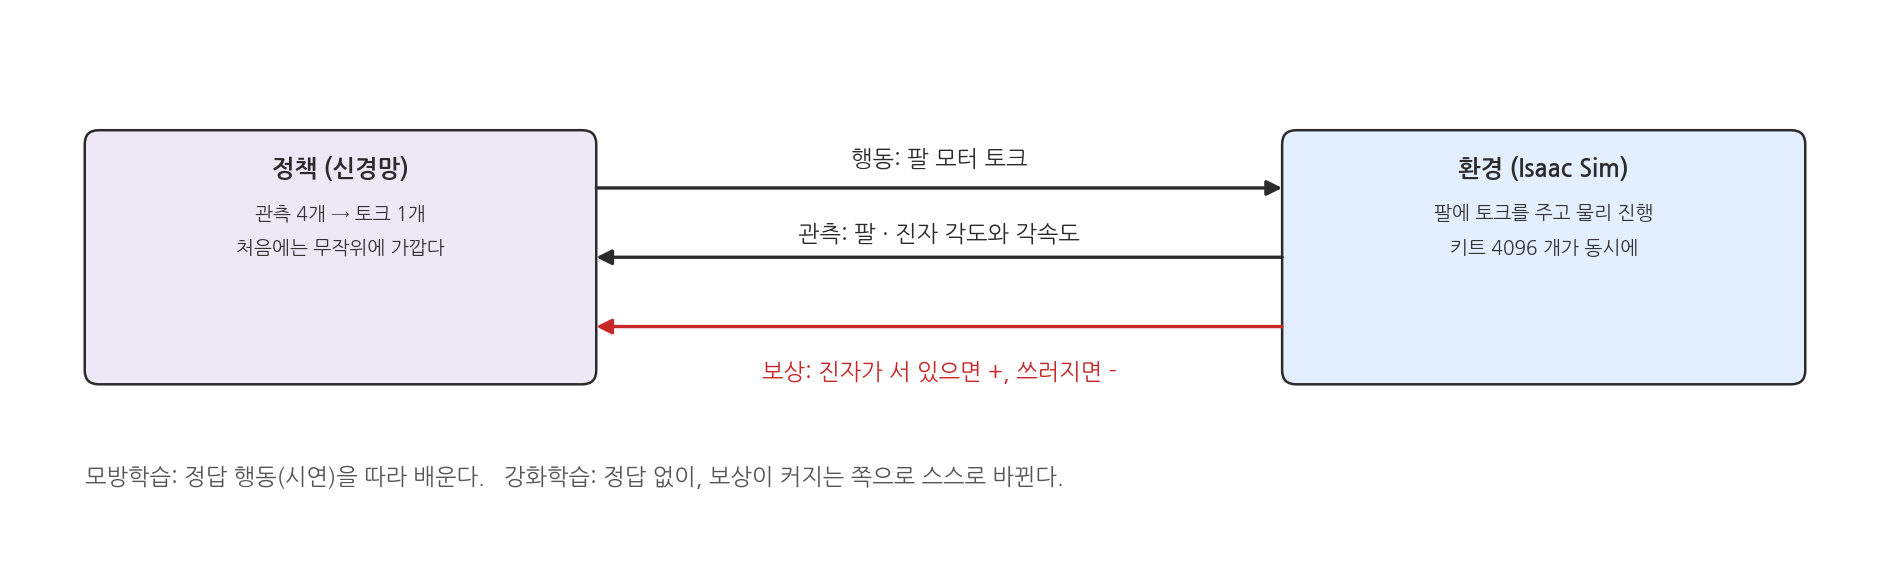 정책 (신경망)
관측 4개 → 토크 1개
처음에는 무작위에 가깝다
행동: 팔 모터 토크
관측: 팔 · 진자 각도와 각속도
보상: 진자가 서 있으면 +, 쓰러지면 -
환경 (Isaac Sim)
팔에 토크를 주고 물리 진행
키트 4096 개가 동시에
모방학습: 정답 행동(시연)을 따라 배운다.   강화학습: 정답 없이, 보상이 커지는 쪽으로 스스로 바뀐다.